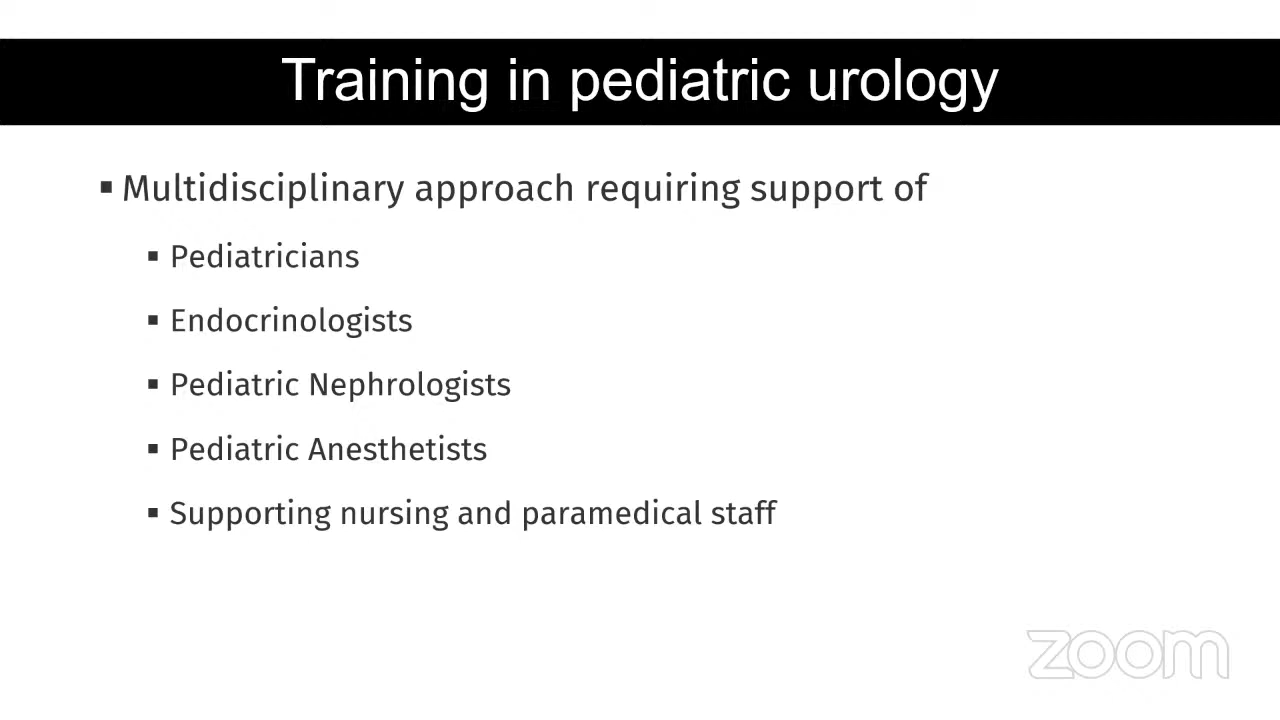 Training in pediatric urology
▪ Multidisciplinary approach requiring support of
▪ Pediatricians
▪ Endocrinologists
▪ Pediatric Nephrologists
▪ Pediatric Anesthetists
▪ Supporting nursing and paramedical staff
zoom